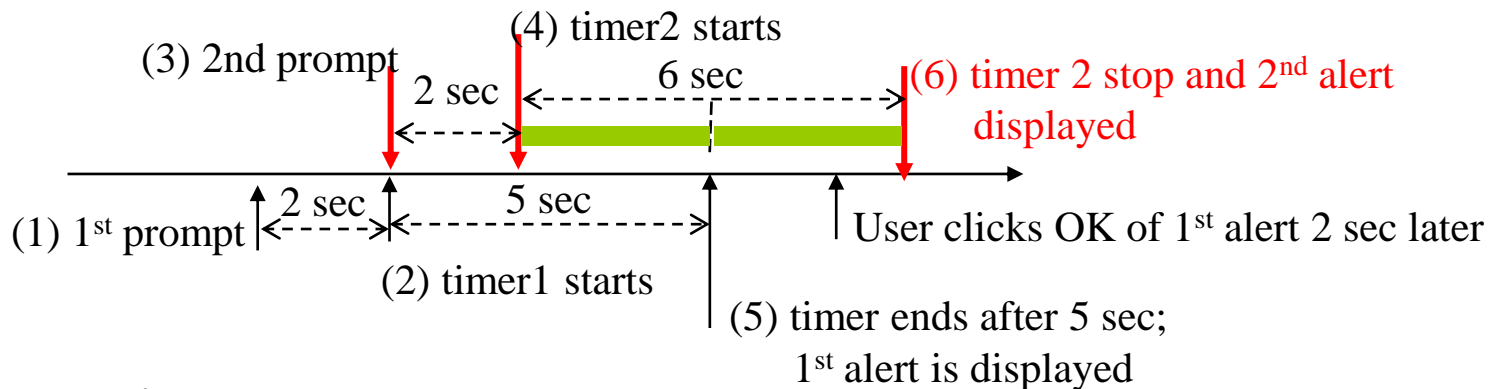 (4) timer2 starts
(3) 2nd prompt
2 sec
6 sec
(6) timer 2 stop and 2nd alert
displayed
(1) 1st prompt
2 sec
5 sec
User clicks OK of 1st alert 2 sec later
(2) timer1 starts
(5) timer ends after 5 sec;
1st alert is displayed